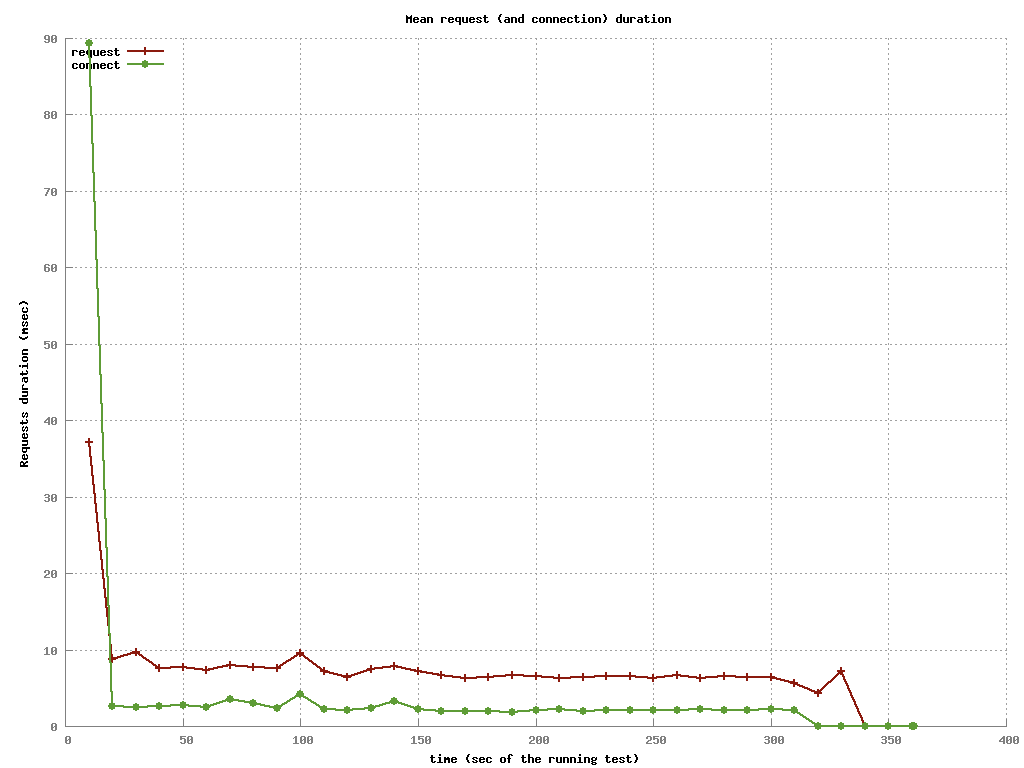 Mean request (and connection) duration
90
request
connect
80
70
60
50
40
30
20
10
0
Requests duration (msec)
0 50 100 150 200 250 300 350 400
time (sec of the running test)